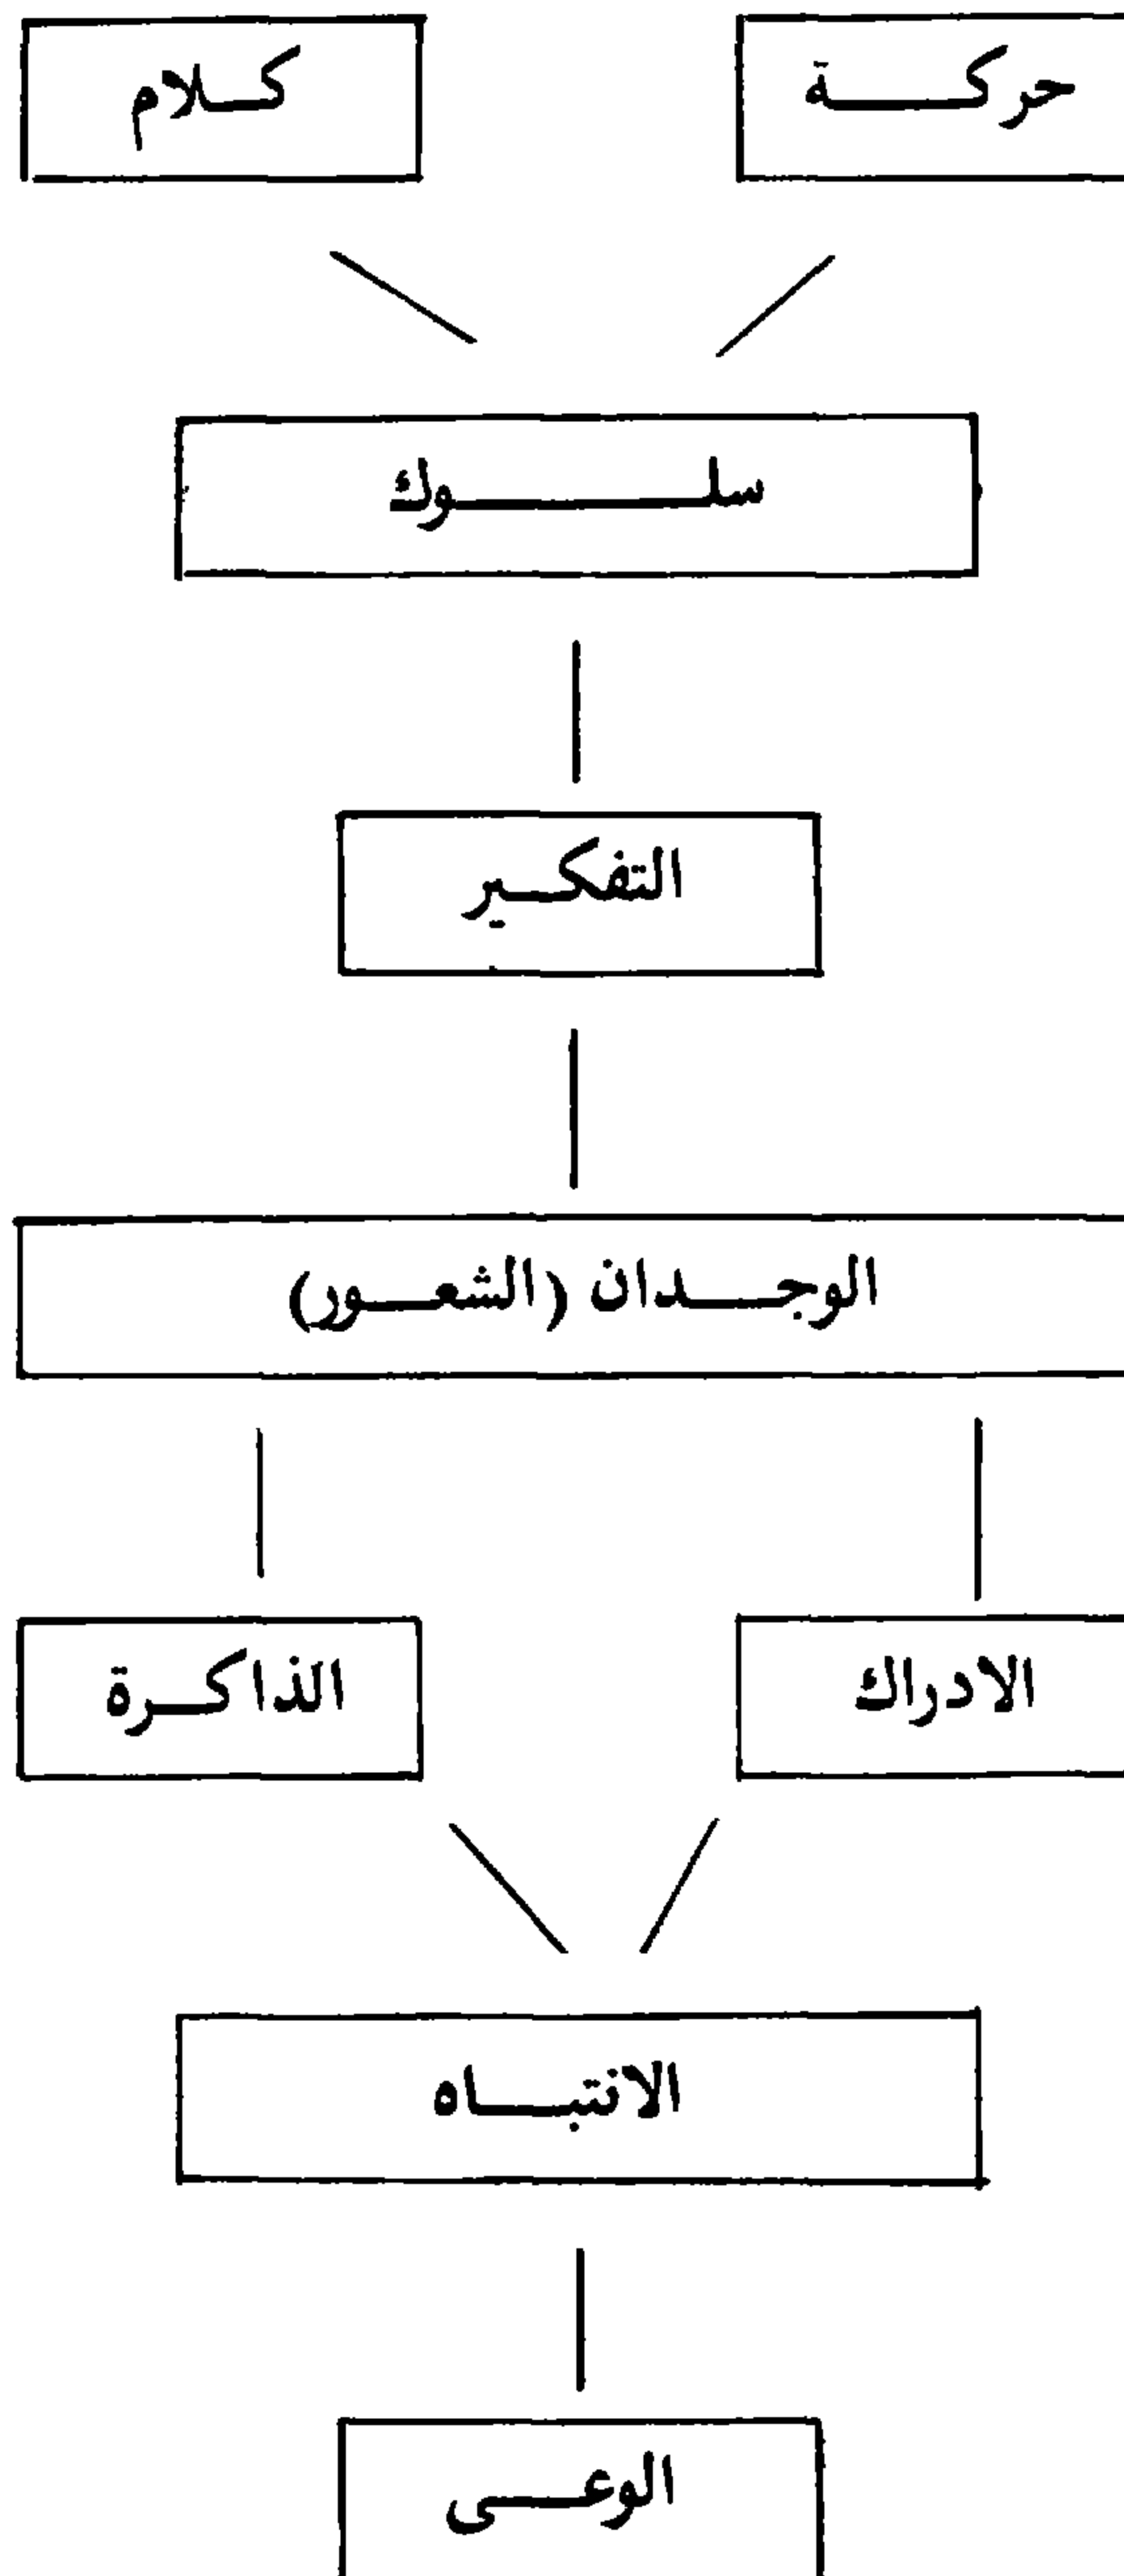 حركة
كلام
سلوك
التفكير
الوجدان (الشعور)
الادراك
الذاكرة
الانتباه
الوعى